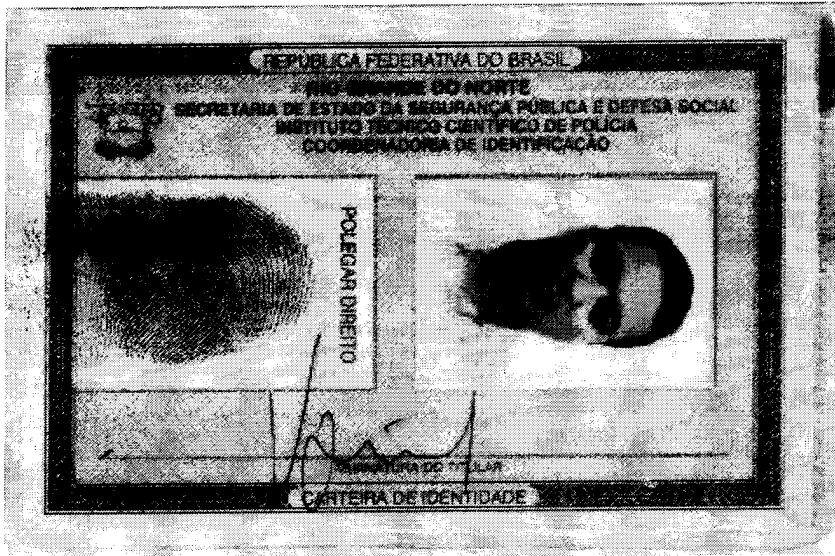 REPÚBLICA FEDERATIVA DO BRASIL
RIO GRANDE DO NORTE
SECRETARIA DE ESTADO DA SEGURANÇA PÚBLICA E DEFESA SOCIAL
INSTITUTO TÉCNICO CIENTÍFICO DE POLÍCIA
COORDENADORIA DE IDENTIFICAÇÃO
POLEGAR DIREITO
ASSINATURA DO TITULAR
CARTEIRA DE IDENTIDADE